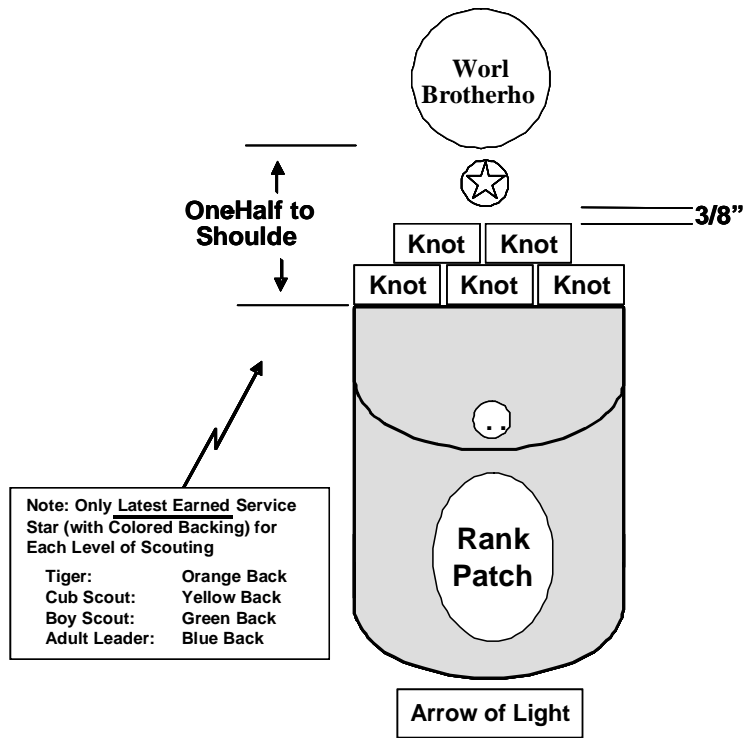 Worl
Brotherho
OneHalf to
Shoulde
3/8”
Knot Knot
Knot Knot Knot
Note: Only Latest Earned Service
Star (with Colored Backing) for
Each Level of Scouting
Tiger: Orange Back
Cub Scout: Yellow Back
Boy Scout: Green Back
Adult Leader: Blue Back
Rank
Patch
Arrow of Light